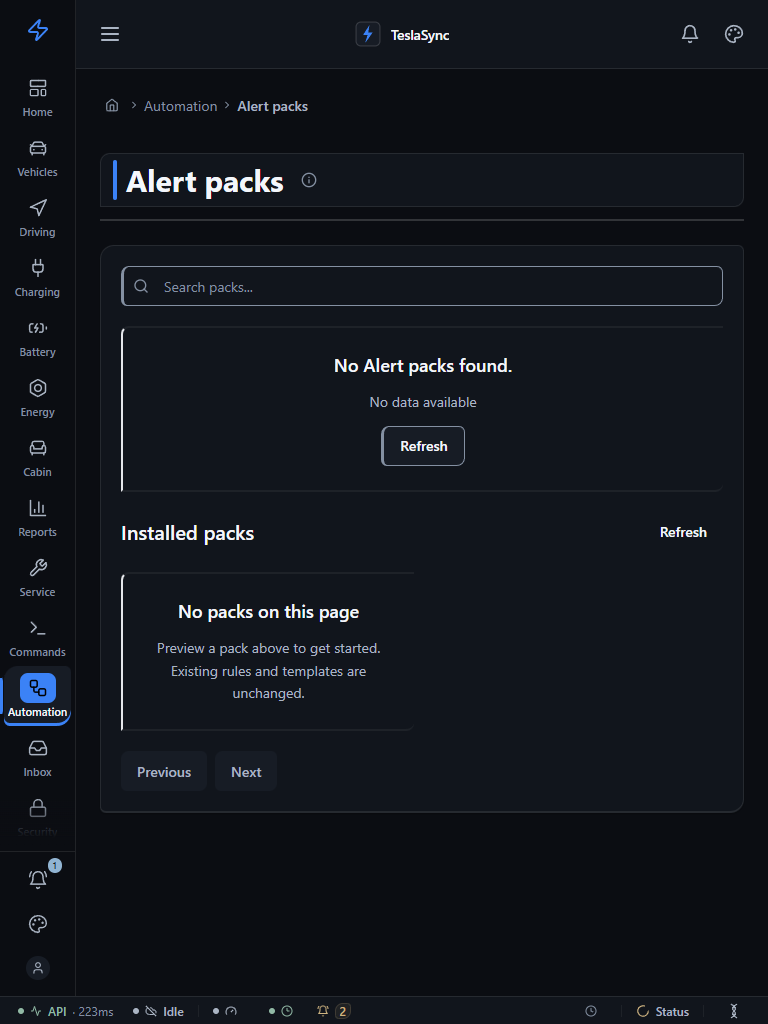 TeslaSync
Home
Vehicles
Driving
Charging
Battery
Energy
Cabin
Reports
Service
Commands
Automation
Inbox
Security
1
Automation
Alert packs
Alert packs
Search packs...
No Alert packs found.
No data available
Refresh
Installed packs
Refresh
No packs on this page
Preview a pack above to get started.
Existing rules and templates are
unchanged.
Previous
Next
API · 223ms
Idle
2
Status